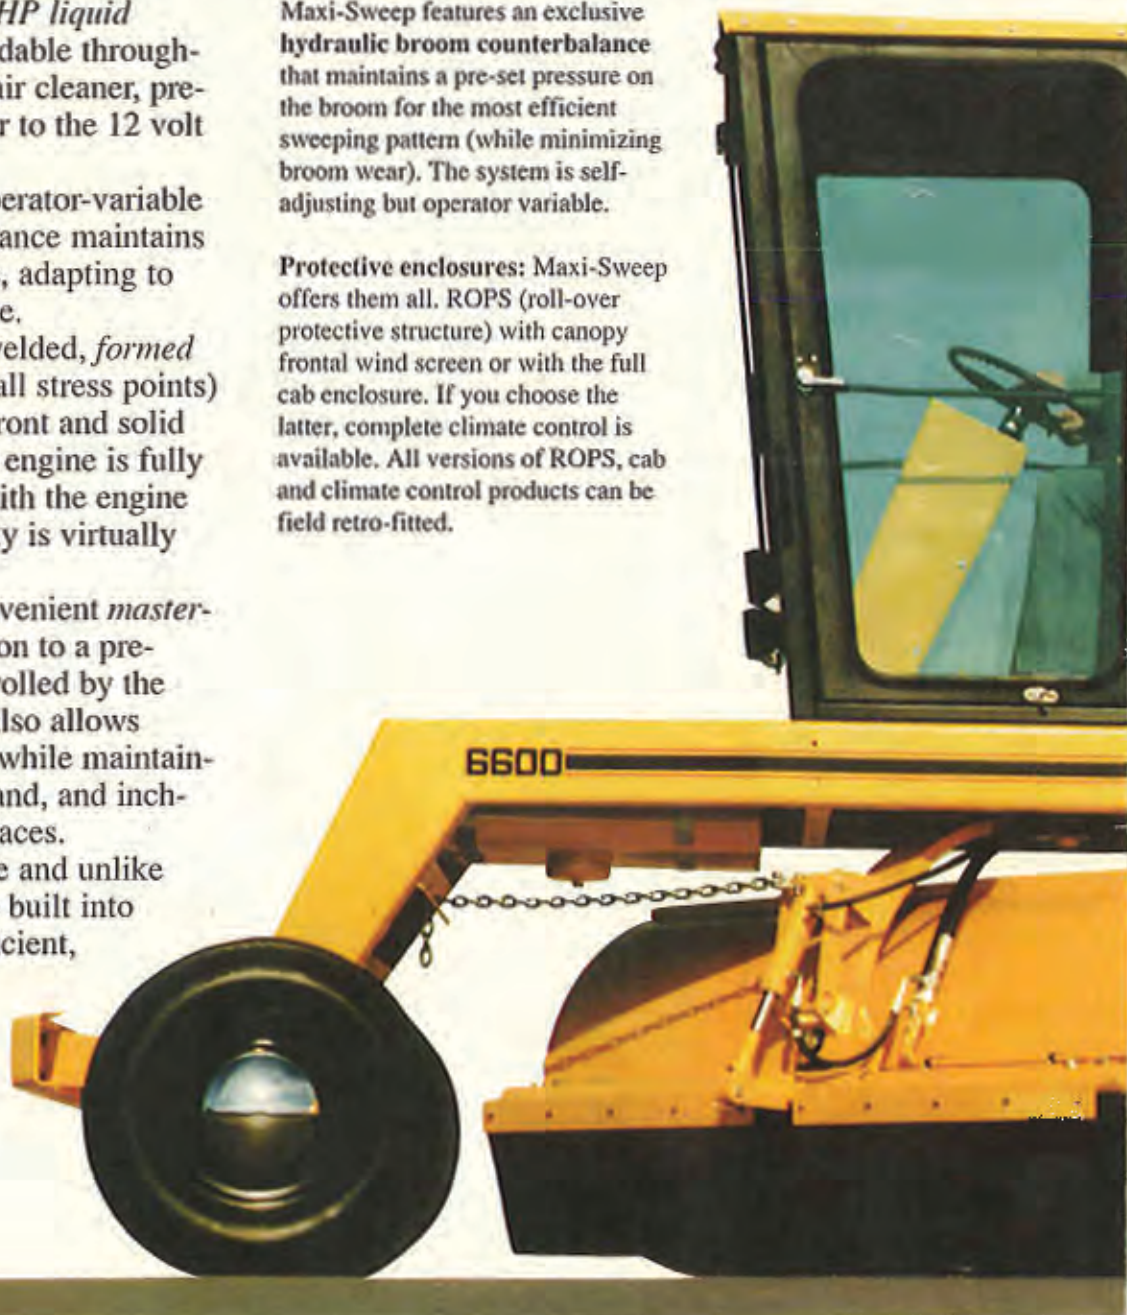 HP liquid
dable through-
air cleaner, pre-
r to the 12 volt
erator-variable
ance maintains
, adapting to
e.
velded, formed
all stress points)
ront and solid
engine is fully
ith the engine
y is virtually
venient master-
on to a pre-
rolled by the
also allows
while maintain-
and, and inch-
aces.
e and unlike
built into
icient,
Maxi-Sweep features an exclusive
hydraulic broom counterbalance
that maintains a pre-set pressure on
the broom for the most efficient
sweeping pattern (while minimizing
broom wear). The system is self-
adjusting but operator variable.
Protective enclosures: Maxi-Sweep
offers them all. ROPS (roll-over
protective structure) with canopy
frontal wind screen or with the full
cab enclosure. If you choose the
latter, complete climate control is
available. All versions of ROPS, cab
and climate control products can be
field retro-fitted.
6600